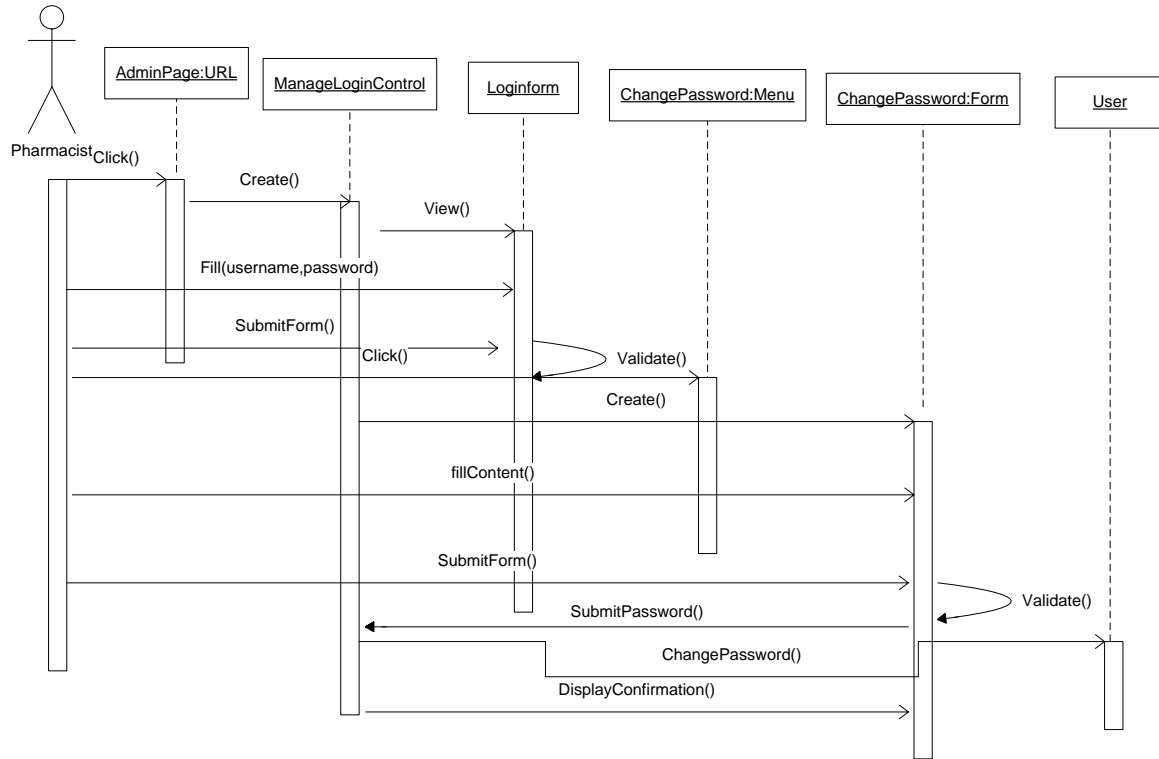 AdminPage:URL
ManageLoginControl
Loginform
ChangePassword:Menu
ChangePassword:Form
User
Pharmacist
Click()
Create()
View()
Fill(username,password)
SubmitForm()
Click()
Validate()
Create()
fillContent()
SubmitForm()
Validate()
SubmitPassword()
ChangePassword()
DisplayConfirmation()